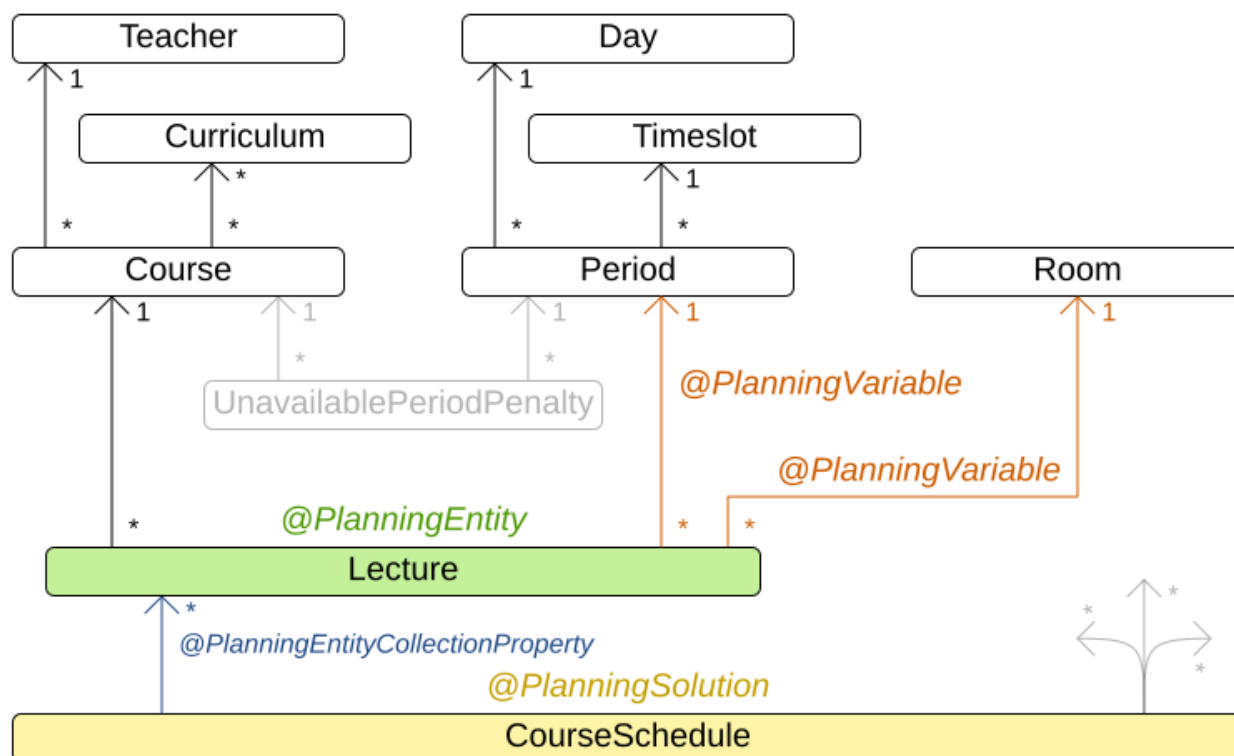 Teacher
Day
1
1
Curriculum
Timeslot
*
1
*
*
*
*
Course
Period
Room
1
1
1
1
1
*
*
UnavailablePeriodPenalty
@PlanningVariable
@PlanningVariable
@PlanningEntity
*
*
*
Lecture
*
*
*
*
@PlanningEntityCollectionProperty
@PlanningSolution
CourseSchedule